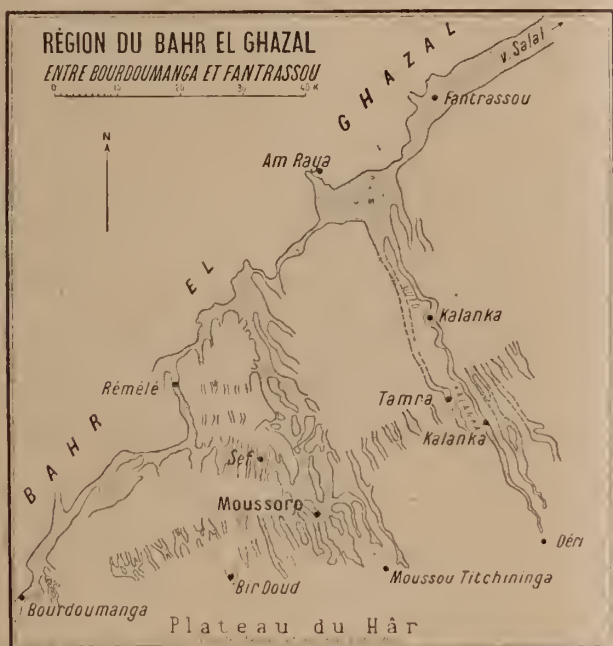 RÉGION DU BAHR EL GHAZAL
ENTRE BOURDOUMANGA ET FANTRASSOU
0 10 20 30 40 K
N
BAHR EL GHAZAL
v. Salal
Fantrassou
Am Raya
Kalanka
Rémélé
Tamra
Kalanka
Sef
Moussoro
Déri
Moussou Titchininga
Bir Doud
Bourdoumanga
Plateau du Hâr